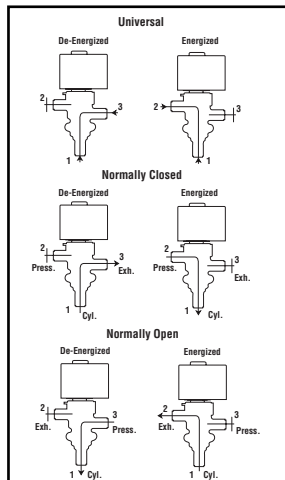 Universal
De-Energized Energized
2 3 2 3
1 1
Normally Closed
De-Energized Energized
2 3 2 3
Press. Exh. Press. Exh.
1 Cyl. 1 Cyl.
Normally Open
De-Energized Energized
2 3 2 3
Exh. Press. Exh. Press.
1 Cyl. 1 Cyl.